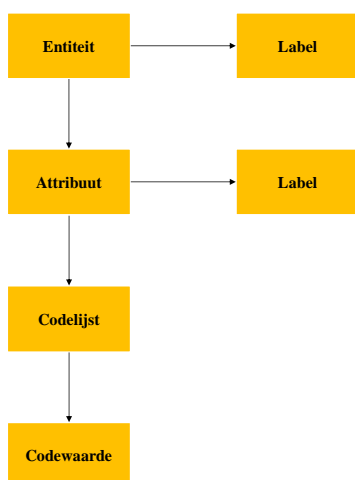 Entiteit
Label
Attribuut
Label
Codelijst
Codewaarde